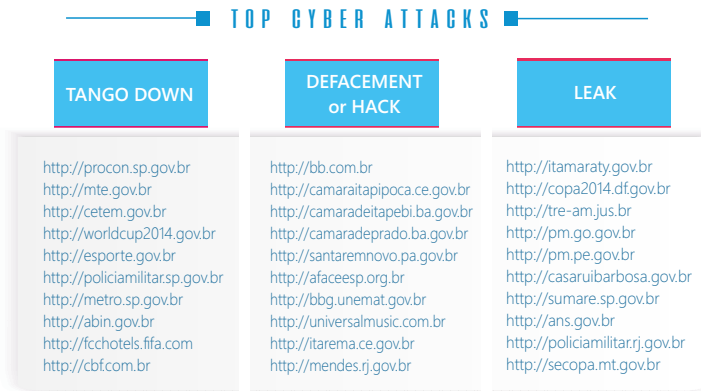 TOP CYBER ATTACKS
TANGO DOWN
http://procon.sp.gov.br
http://mte.gov.br
http://cetem.gov.br
http://worldcup2014.gov.br
http://esporte.gov.br
http://policiamilitar.sp.gov.br
http://metro.sp.gov.br
http://abin.gov.br
http://fcchotels.fifa.com
http://cbf.com.br
DEFACEMENT
or HACK
http://bb.com.br
http://camaraitapipoca.ce.gov.br
http://camaradeitapebi.ba.gov.br
http://camaradeprado.ba.gov.br
http://santaremnovo.pa.gov.br
http://afaceesp.org.br
http://bbg.unemat.gov.br
http://universalmusic.com.br
http://itarema.ce.gov.br
http://mendes.rj.gov.br
LEAK
http://itamaraty.gov.br
http://copa2014.df.gov.br
http://tre-am.jus.br
http://pm.go.gov.br
http://pm.pe.gov.br
http://casaruibarbosa.gov.br
http://sumare.sp.gov.br
http://ans.gov.br
http://policiamilitar.rj.gov.br
http://secopa.mt.gov.br